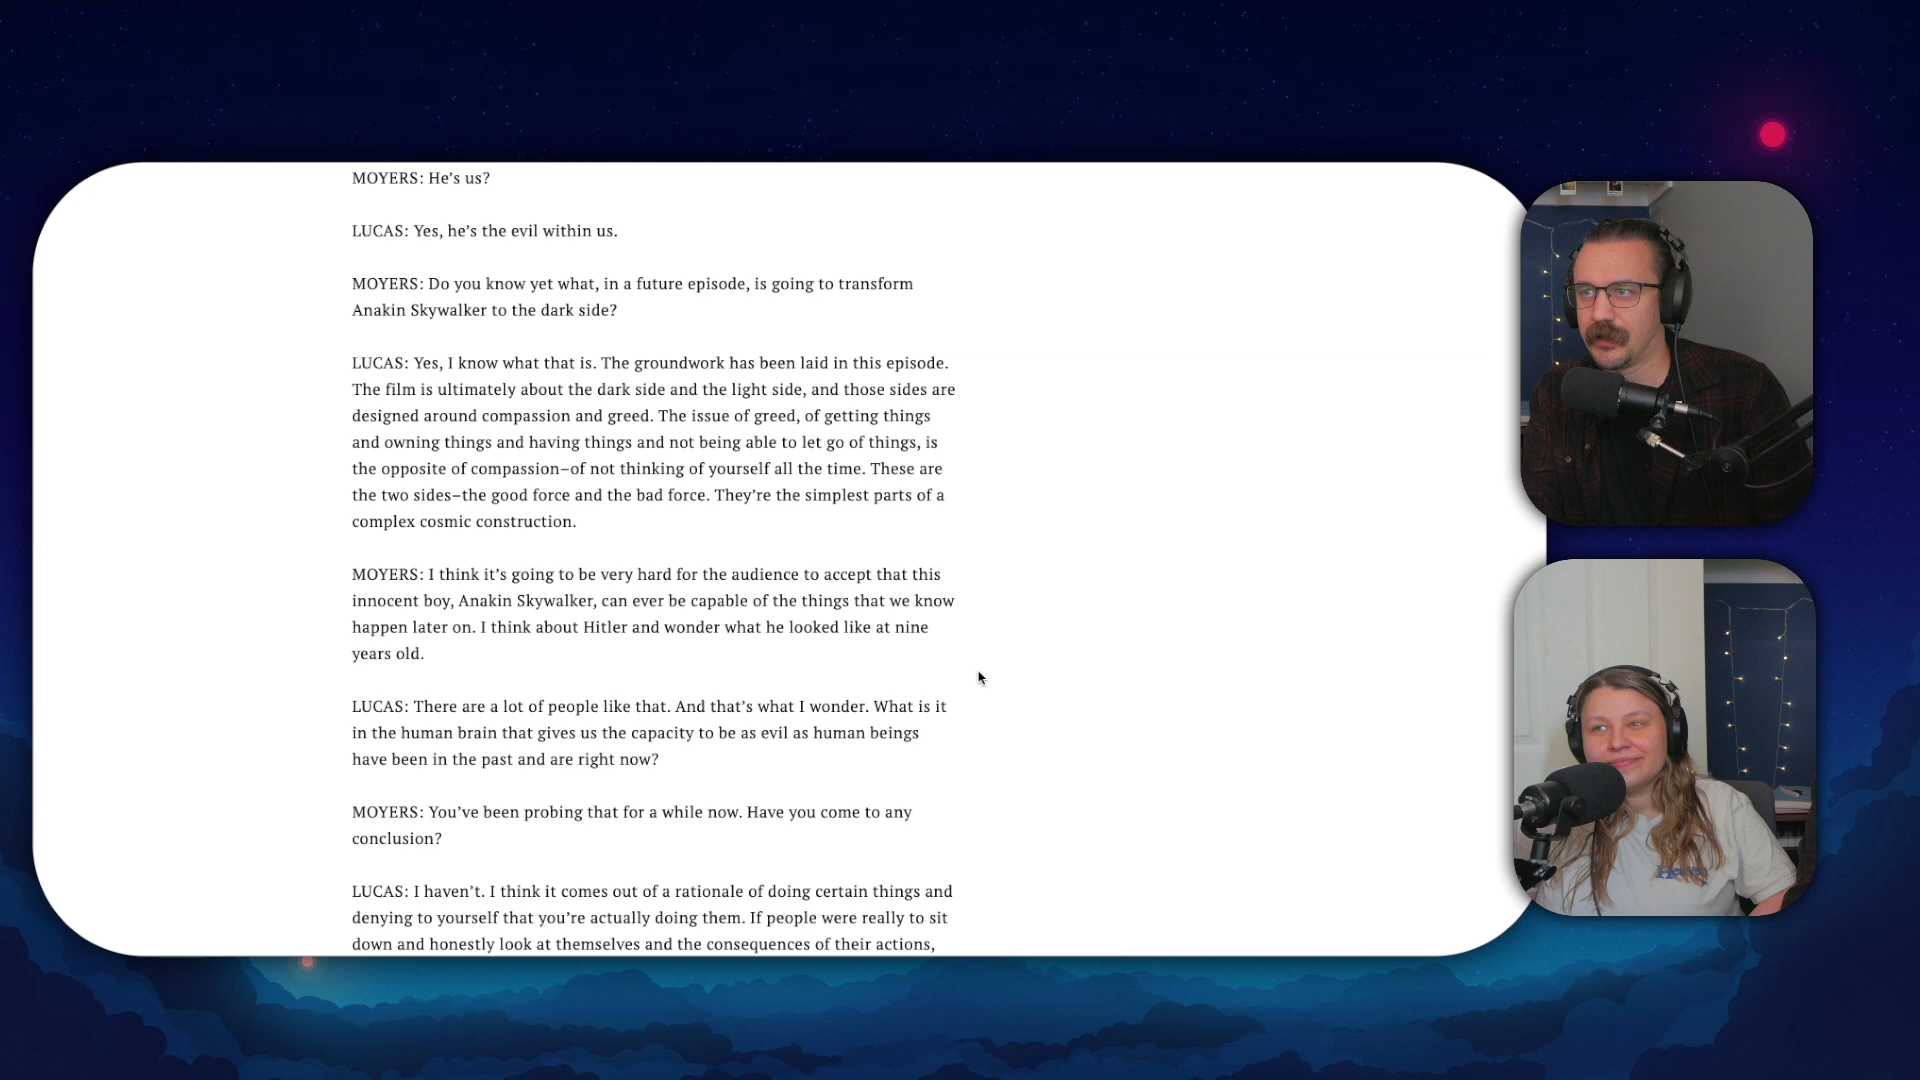 MOYERS: He’s us?
LUCAS: Yes, he’s the evil within us.
MOYERS: Do you know yet what, in a future episode, is going to transform
Anakin Skywalker to the dark side?
LUCAS: Yes, I know what that is. The groundwork has been laid in this episode.
The film is ultimately about the dark side and the light side, and those sides are
designed around compassion and greed. The issue of greed, of getting things
and owning things and having things and not being able to let go of things, is
the opposite of compassion–of not thinking of yourself all the time. These are
the two sides–the good force and the bad force. They’re the simplest parts of a
complex cosmic construction.
MOYERS: I think it’s going to be very hard for the audience to accept that this
innocent boy, Anakin Skywalker, can ever be capable of the things that we know
happen later on. I think about Hitler and wonder what he looked like at nine
years old.
LUCAS: There are a lot of people like that. And that’s what I wonder. What is it
in the human brain that gives us the capacity to be as evil as human beings
have been in the past and are right now?
MOYERS: You’ve been probing that for a while now. Have you come to any
conclusion?
LUCAS: I haven’t. I think it comes out of a rationale of doing certain things and
denying to yourself that you’re actually doing them. If people were really to sit
down and honestly look at themselves and the consequences of their actions,